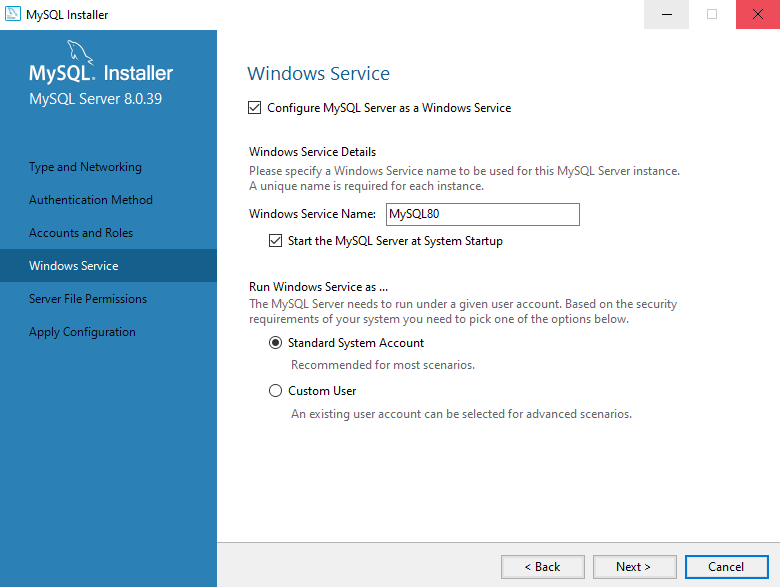 MySQL Installer
MySQL. Installer
MySQL Server 8.0.39
Type and Networking
Authentication Method
Accounts and Roles
Windows Service
Server File Permissions
Apply Configuration
Windows Service
Configure MySQL Server as a Windows Service
Windows Service Details
Please specify a Windows Service name to be used for this MySQL Server instance.
A unique name is required for each instance.
Windows Service Name: MySQL80
Start the MySQL Server at System Startup
Run Windows Service as ...
The MySQL Server needs to run under a given user account. Based on the security
requirements of your system you need to pick one of the options below.
Standard System Account
Recommended for most scenarios.
Custom User
An existing user account can be selected for advanced scenarios.
< Back
Next >
Cancel